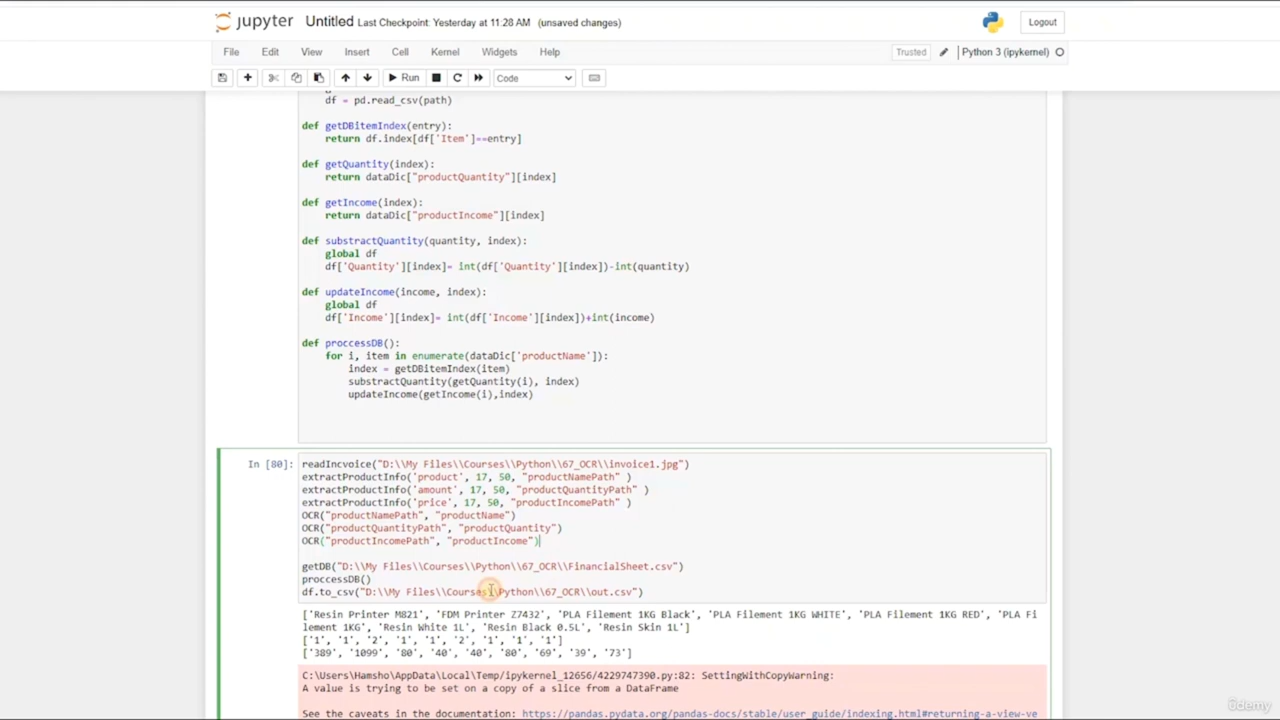 jupyter Untitled Last Checkpoint: Yesterday at 11:28 AM (unsaved changes)
Logout
File Edit View Insert Cell Kernel Widgets Help
Trusted
Python 3 (ipykernel)
Run
Code
df = pd.read_csv(path)
def getDBitemIndex(entry):
return df.index[df['Item']==entry]
def getQuantity(index):
return dataDic["productQuantity"][index]
def getIncome(index):
return dataDic["productIncome"][index]
def substractQuantity(quantity, index):
global df
df['Quantity'][index]= int(df['Quantity'][index])-int(quantity)
def updateIncome(income, index):
global df
df['Income'][index]= int(df['Income'][index])+int(income)
def proccessDB():
for i, item in enumerate(dataDic['productName']):
index = getDBitemIndex(item)
substractQuantity(getQuantity(i), index)
updateIncome(getIncome(i),index)
In [80]:
readIncvoice("D:\\My Files\\Courses\\Python\\67_OCR\\invoice1.jpg")
extractProductInfo('product', 17, 50, "productNamePath" )
extractProductInfo('amount', 17, 50, "productQuantityPath" )
extractProductInfo('price', 17, 50, "productIncomePath" )
OCR("productNamePath", "productName")
OCR("productQuantityPath", "productQuantity")
OCR("productIncomePath", "productIncome")
getDB("D:\\My Files\\Courses\\Python\\67_OCR\\FinancialSheet.csv")
proccessDB()
df.to_csv("D:\\My Files\\Courses\\Python\\67_OCR\\out.csv")
['Resin Printer M821', 'FDM Printer Z7432', 'PLA Filement 1KG Black', 'PLA Filement 1KG WHITE', 'PLA Filement 1KG RED', 'PLA Fi
lement 1KG', 'Resin White 1L', 'Resin Black 0.5L', 'Resin Skin 1L']
['1', '1', '2', '1', '1', '2', '1', '1', '1']
['389', '1099', '80', '40', '40', '80', '69', '39', '73']
C:\Users\Hamsho\AppData\Local\Temp/ipykernel_12656/4229747390.py:82: SettingWithCopyWarning:
A value is trying to be set on a copy of a slice from a DataFrame
See the caveats in the documentation: https://pandas.pydata.org/pandas-docs/stable/user_guide/indexing.html#returning-a-view-ve
ûdemy